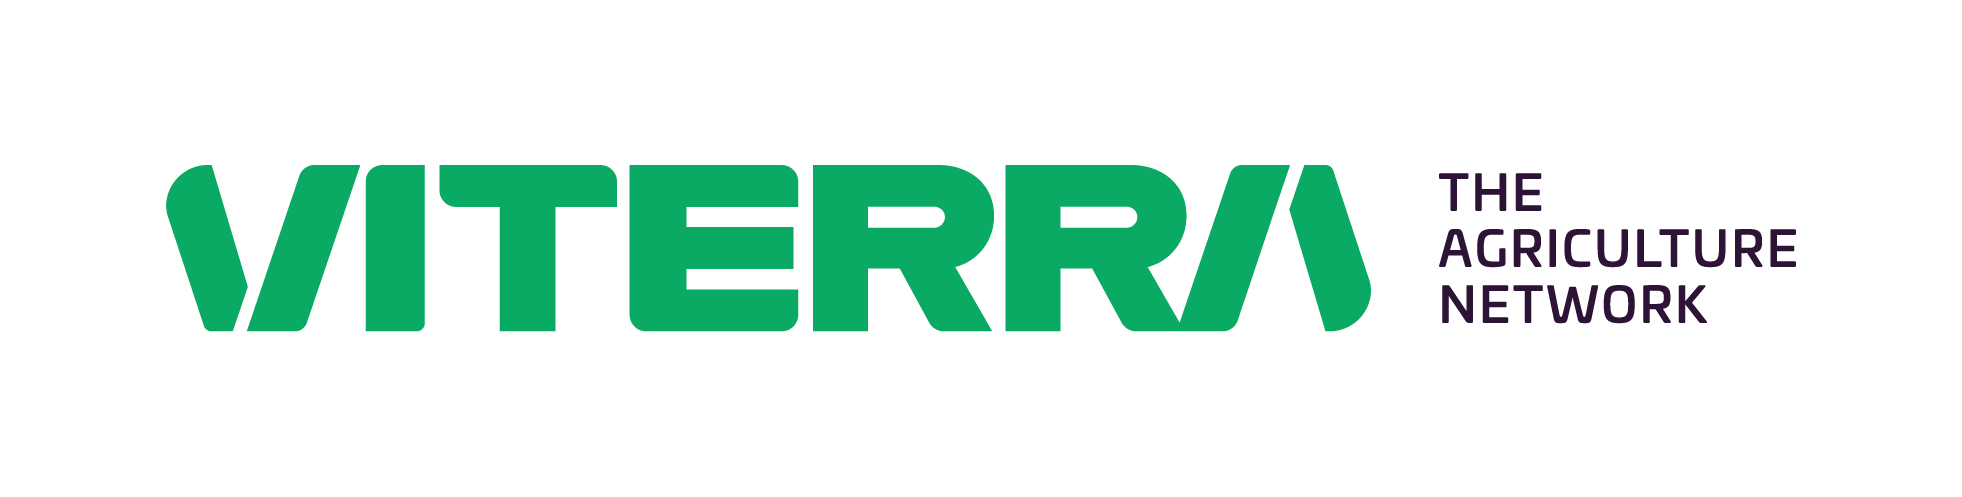 VITERRA
THE
AGRICULTURE
NETWORK